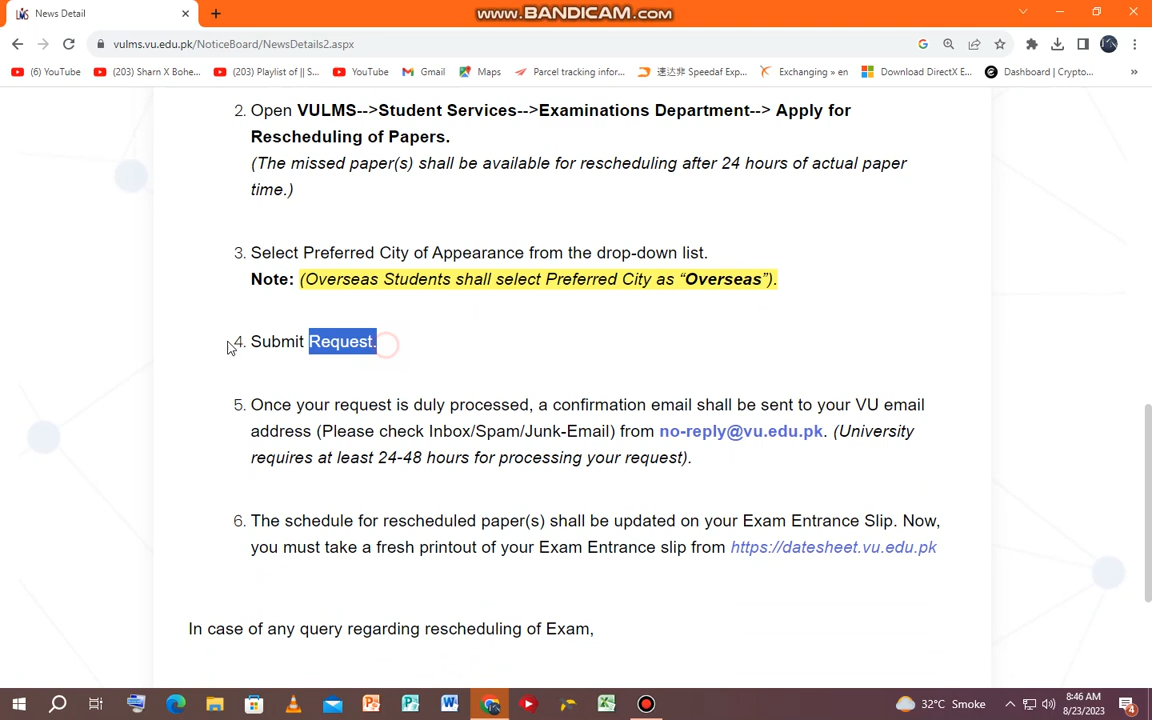 www.BANDICAM.com
News Detail
vulms.vu.edu.pk/NoticeBoard/NewsDetails2.aspx
(6) YouTube
(203) Sharn X Bohe...
(203) Playlist of || S...
YouTube
Gmail
Maps
Parcel tracking infor...
速达非 Speedaf Exp...
Exchanging » en
Download DirectX E...
Dashboard | Crypto...
2. Open VULMS-->Student Services-->Examinations Department--> Apply for
Rescheduling of Papers.
(The missed paper(s) shall be available for rescheduling after 24 hours of actual paper
time.)
3. Select Preferred City of Appearance from the drop-down list.
Note: (Overseas Students shall select Preferred City as “Overseas”).
4. Submit Request.
5. Once your request is duly processed, a confirmation email shall be sent to your VU email
address (Please check Inbox/Spam/Junk-Email) from no-reply@vu.edu.pk. (University
requires at least 24-48 hours for processing your request).
6. The schedule for rescheduled paper(s) shall be updated on your Exam Entrance Slip. Now,
you must take a fresh printout of your Exam Entrance slip from https://datesheet.vu.edu.pk
In case of any query regarding rescheduling of Exam,
32°C Smoke
8:46 AM
8/23/2023
4